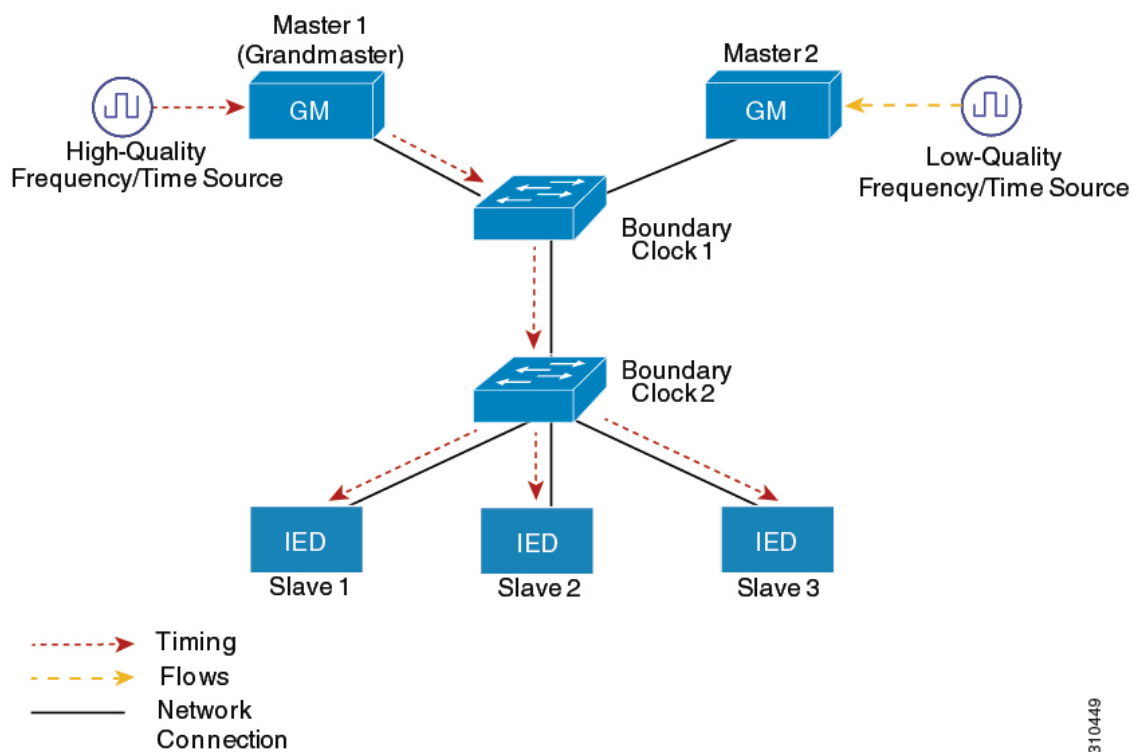 Master 1
(Grandmaster)
Master 2
GM
GM
High-Quality
Frequency/Time Source
Low-Quality
Frequency/Time Source
Boundary
Clock 1
Boundary
Clock 2
IED
IED
IED
Slave 1
Slave 2
Slave 3
Timing
Flows
Network
Connection
310449